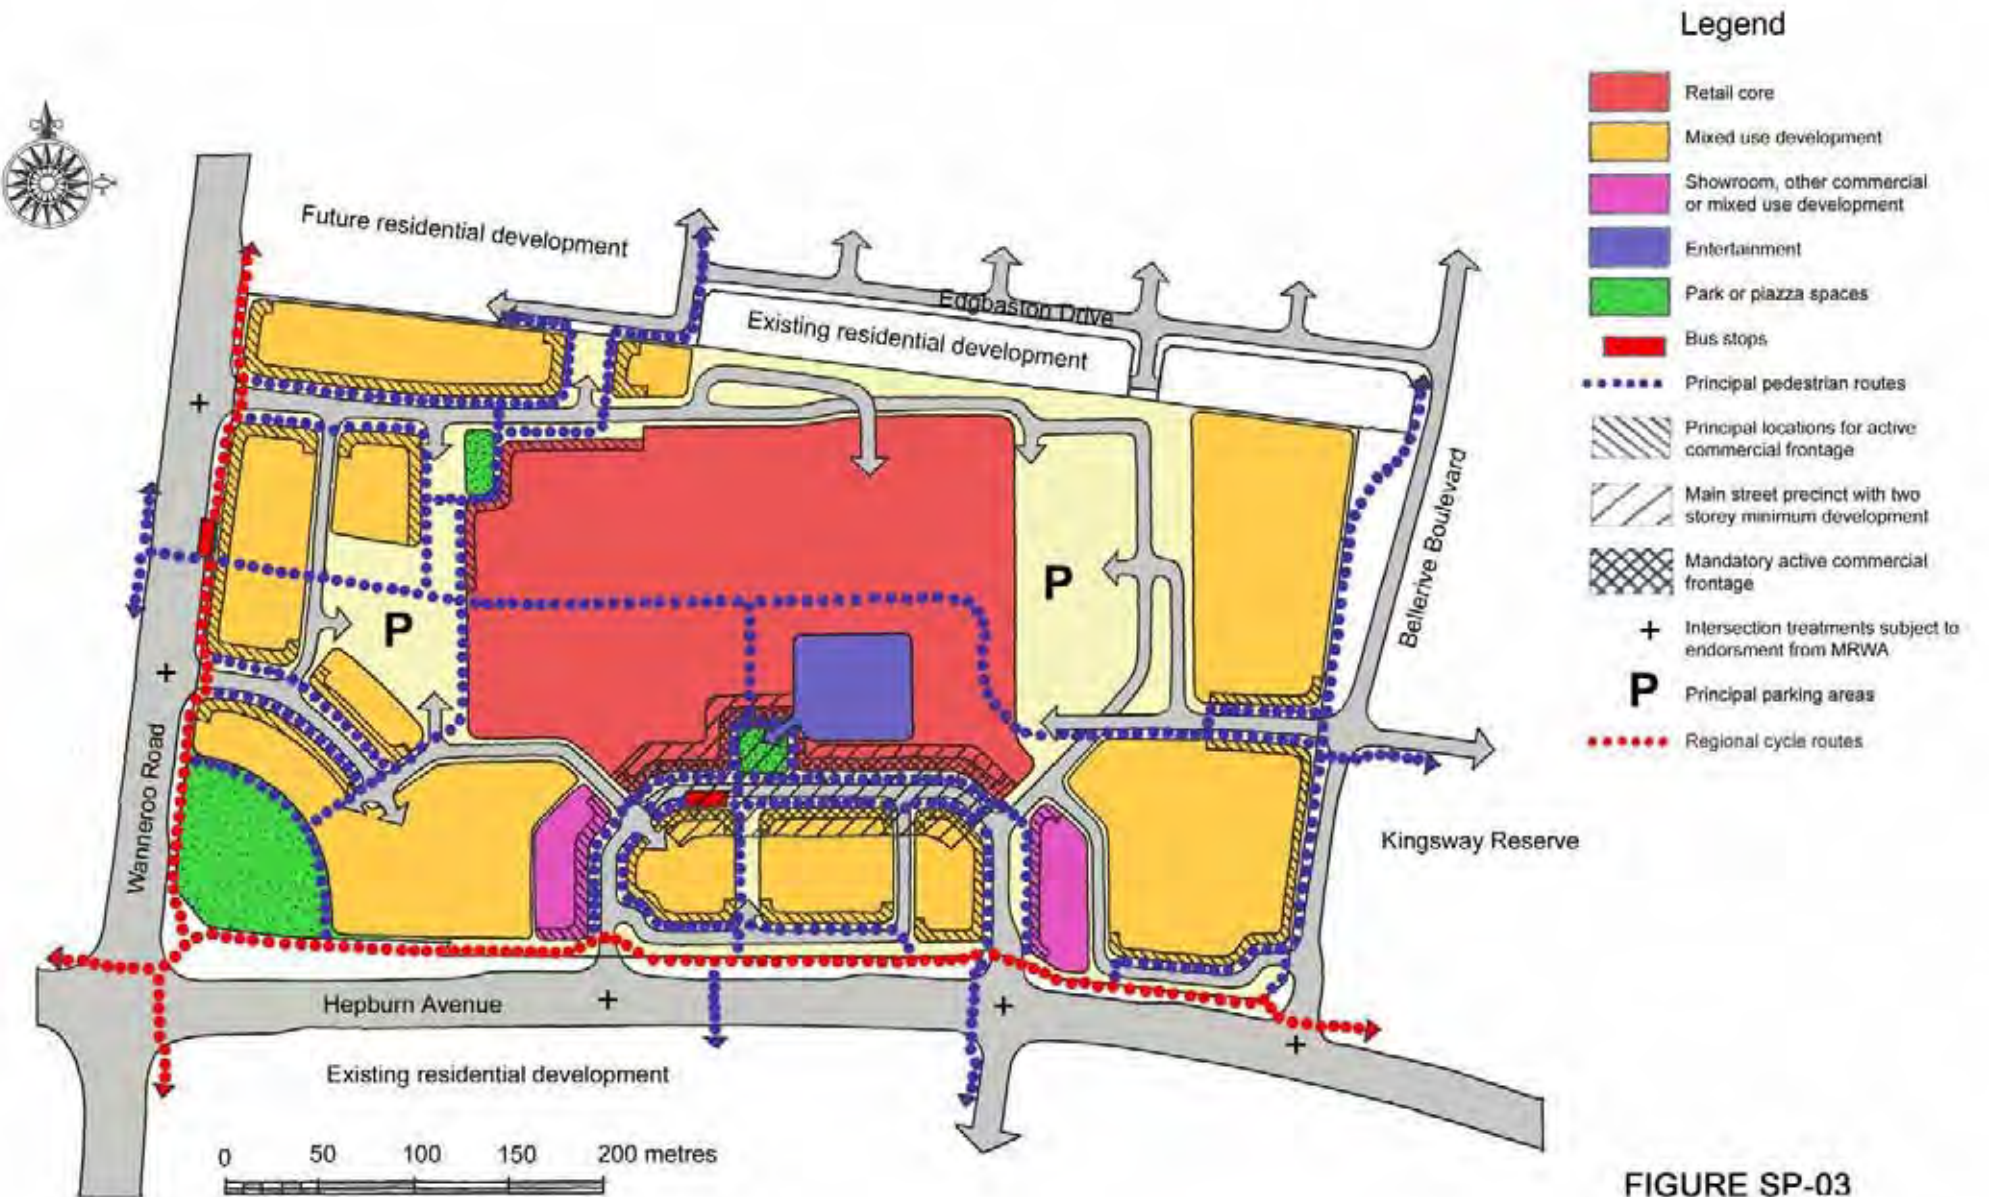 Legend
Retail core
Mixed use development
Showroom, other commercial
or mixed use development
Entertainment
Park or piazza spaces
Bus stops
Principal pedestrian routes
Principal locations for active
commercial frontage
Main street precinct with two
storey minimum development
Mandatory active commercial
frontage
+ Intersection treatments subject to
endorsment from MRWA
P Principal parking areas
Regional cycle routes
Future residential development
Edgbaston Drive
Existing residential development
Bellerive Boulevard
P
P
Wanneroo Road
Kingsway Reserve
Hepburn Avenue
Existing residential development
0 50 100 150 200 metres
FIGURE SP-03